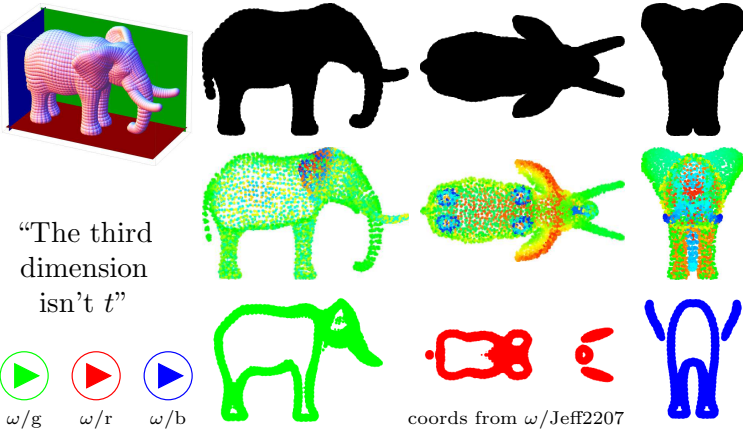 “The third
dimension
isn't t”
ω/g
ω/r
ω/b
coords from ω/Jeff2207